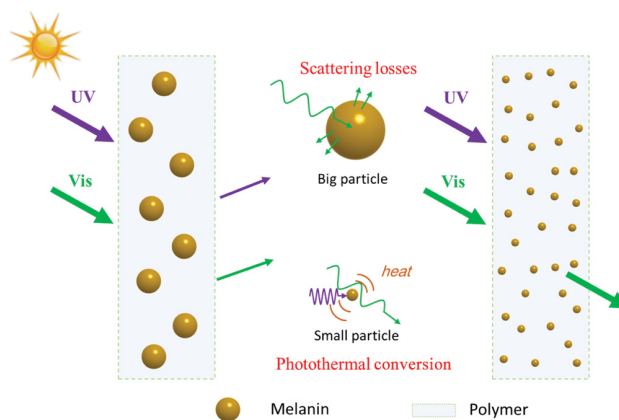 Scattering losses
UV
Vis
Big particle
UV
Vis
heat
Small particle
Photothermal conversion
Melanin
Polymer